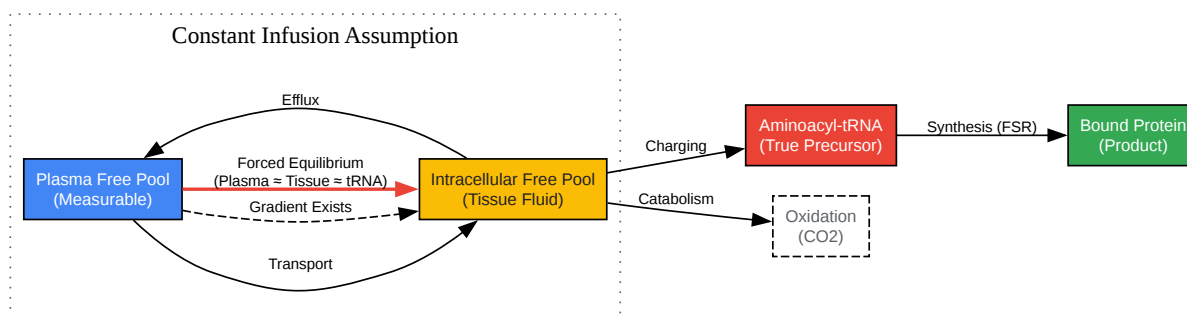 Constant Infusion Assumption
Efflux
Plasma Free Pool
(Measurable)
Forced Equilibrium
(Plasma ≈ Tissue ≈ tRNA)
Gradient Exists
Transport
Intracellular Free Pool
(Tissue Fluid)
Charging
Catabolism
Aminoacyl-tRNA
(True Precursor)
Oxidation
(CO2)
Synthesis (FSR)
Bound Protein
(Product)